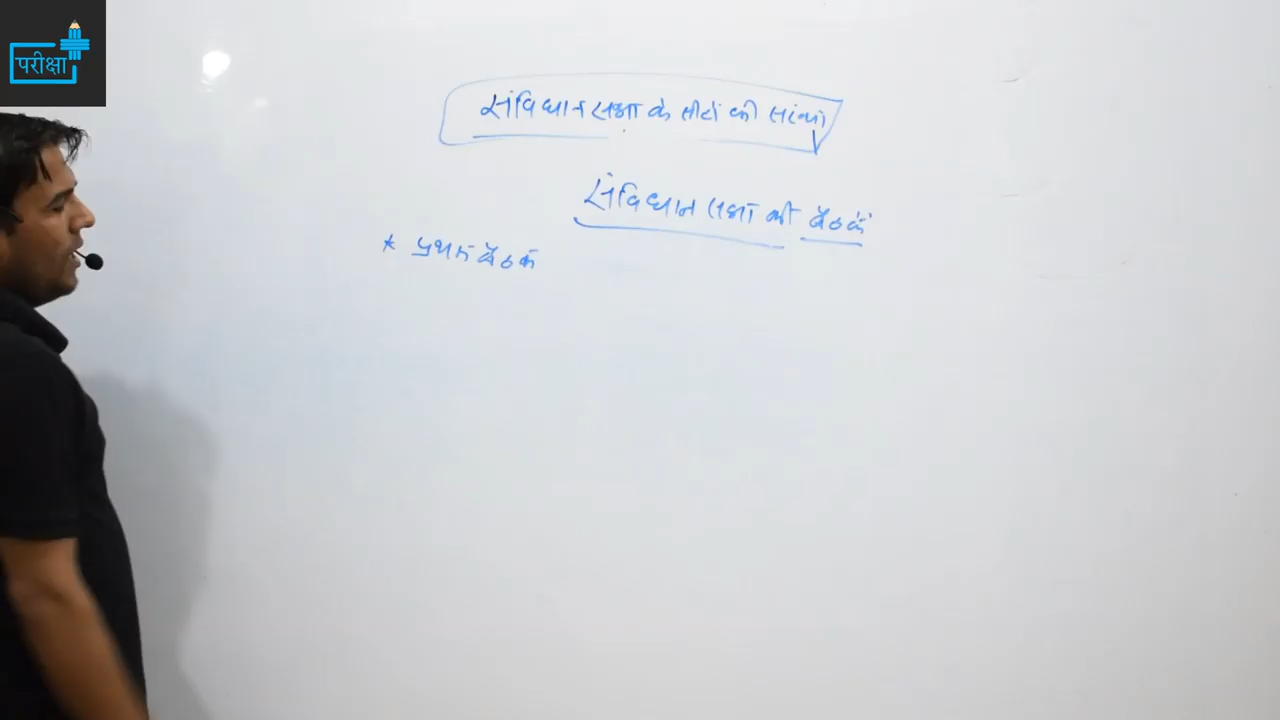 परीक्षा
संविधान सभा के सीटों की संख्या
संविधान सभा की बैठकें
* प्रथम बैठक